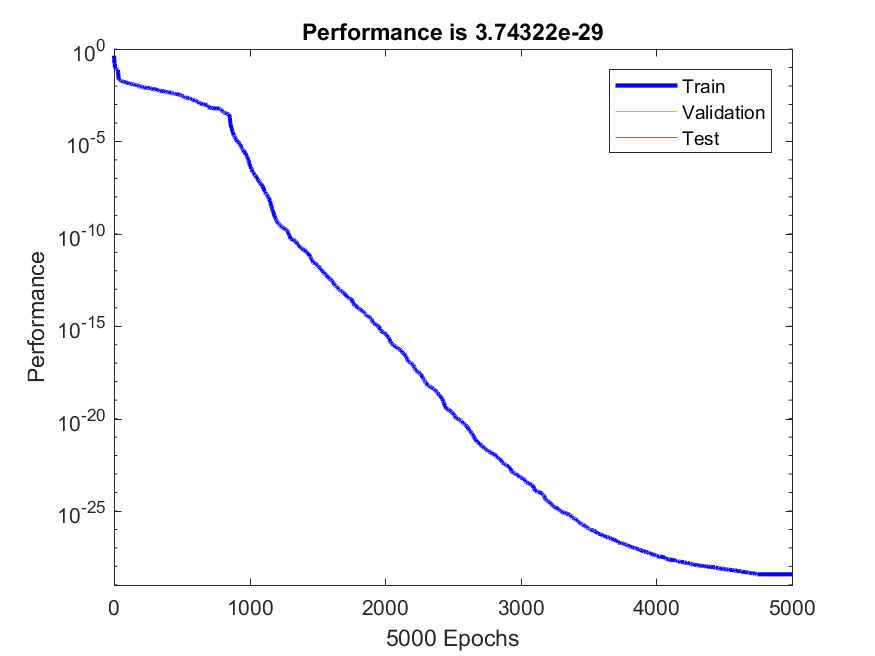 Performance is 3.74322e-29
Train
Validation
Test
10^0
10^-5
10^-10
10^-15
10^-20
10^-25
Performance
0 1000 2000 3000 4000 5000
5000 Epochs